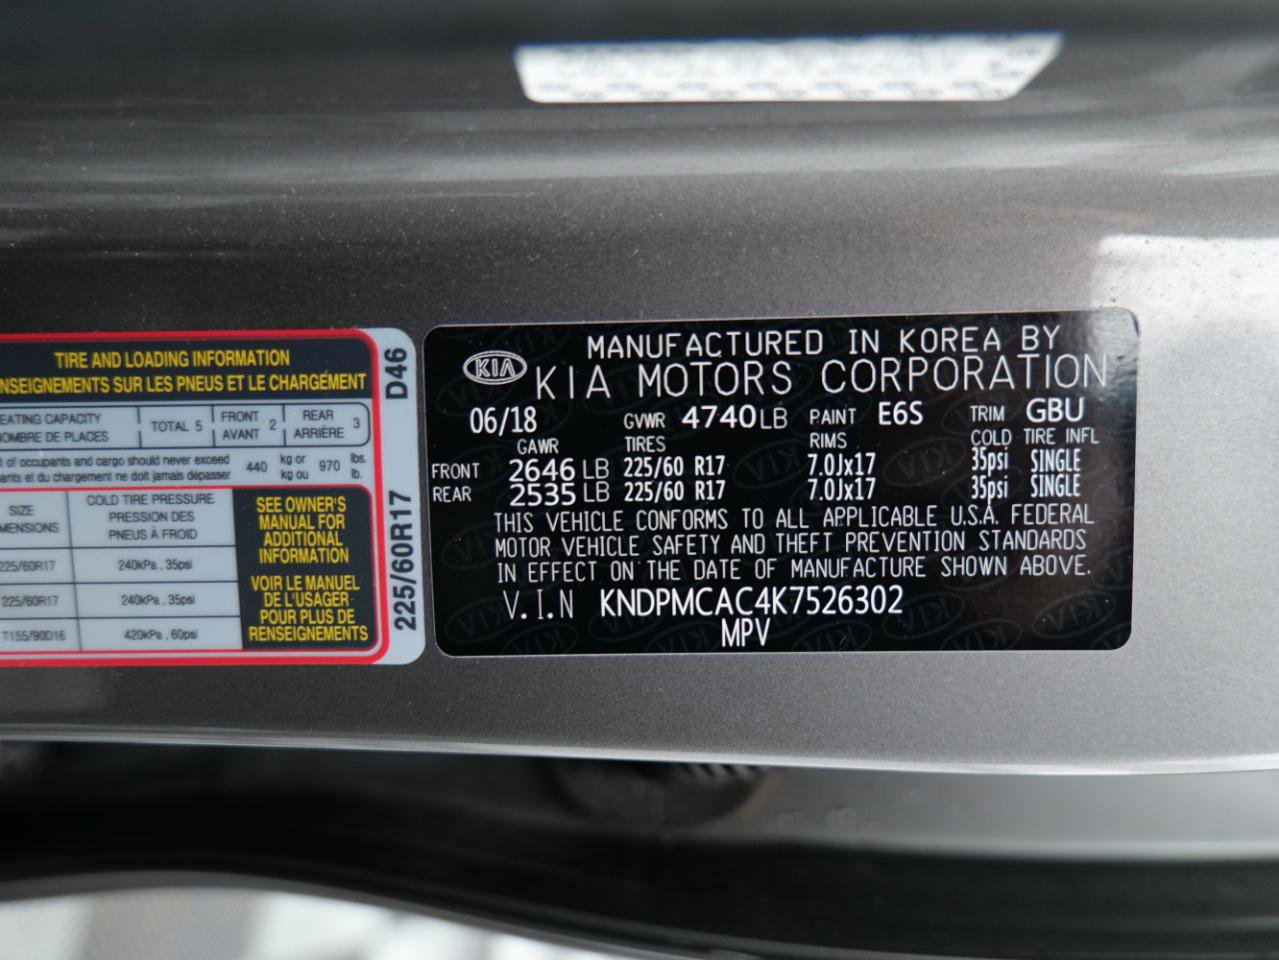 TIRE AND LOADING INFORMATION
NSEIGNEMENTS SUR LES PNEUS ET LE CHARGEMENT
EATING CAPACITY
NOMBRE DE PLACES
TOTAL 5
FRONT
AVANT 2
REAR
ARRIÈRE 3
t of occupants and cargo should never exceed
ants et du chargement ne doit jamais dépasser
440 kg or
kg ou 970 lbs.
lb.
SIZE
MENSIONS
COLD TIRE PRESSURE
PRESSION DES
PNEUS À FROID
225/60R17 240kPa, 35psi
225/60R17 240kPa, 35psi
T155/90D16 420kPa, 60psi
SEE OWNER'S
MANUAL FOR
ADDITIONAL
INFORMATION
VOIR LE MANUEL
DE L'USAGER
POUR PLUS DE
RENSEIGNEMENTS
D46
225/60R17
KIA
MANUFACTURED IN KOREA BY
KIA MOTORS CORPORATION
06/18 GVWR 4740LB PAINT E6S TRIM GBU
GAWR TIRES RIMS COLD TIRE INFL
FRONT 2646 LB 225/60 R17 7.0Jx17 35psi SINGLE
REAR 2535 LB 225/60 R17 7.0Jx17 35psi SINGLE
THIS VEHICLE CONFORMS TO ALL APPLICABLE U.S.A. FEDERAL
MOTOR VEHICLE SAFETY AND THEFT PREVENTION STANDARDS
IN EFFECT ON THE DATE OF MANUFACTURE SHOWN ABOVE.
V.I.N KNDPMCAC4K7526302
MPV